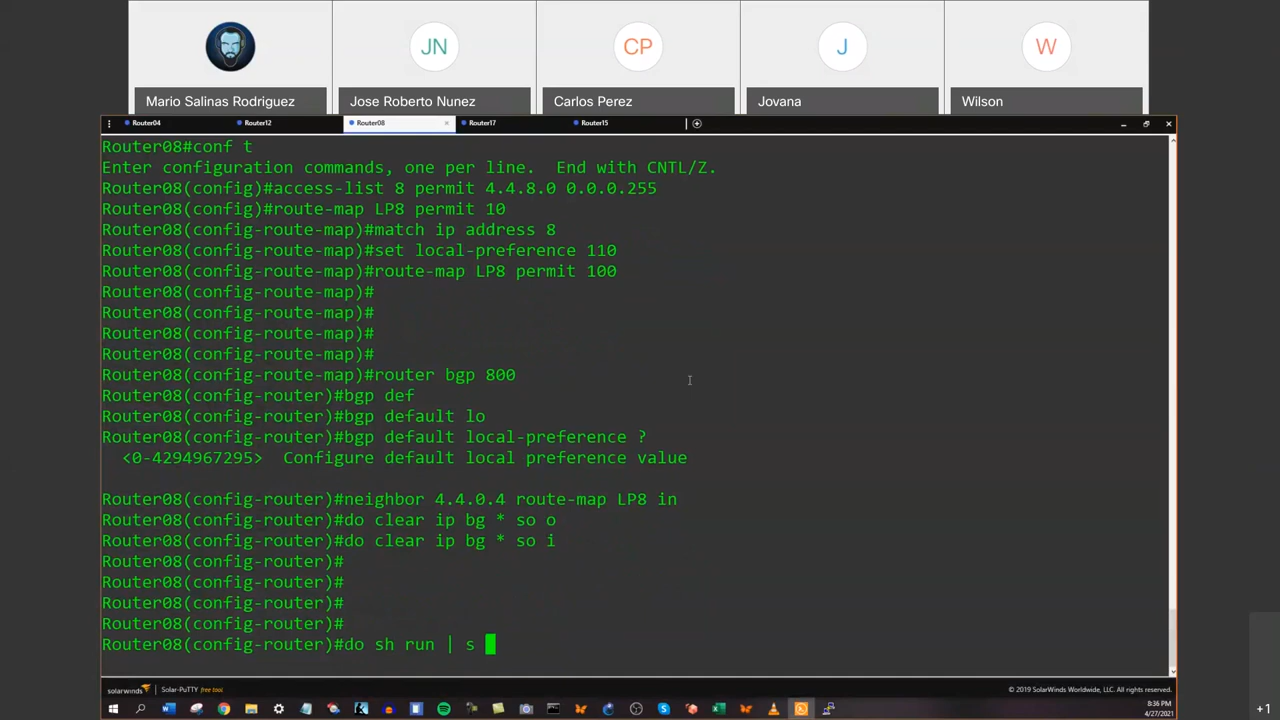 JN
CP
J
W
Mario Salinas Rodriguez
Jose Roberto Nunez
Carlos Perez
Jovana
Wilson
Router04
Router12
Router08
Router17
Router15
Router08#conf t
Enter configuration commands, one per line.  End with CNTL/Z.
Router08(config)#access-list 8 permit 4.4.8.0 0.0.0.255
Router08(config)#route-map LP8 permit 10
Router08(config-route-map)#match ip address 8
Router08(config-route-map)#set local-preference 110
Router08(config-route-map)#route-map LP8 permit 100
Router08(config-route-map)#
Router08(config-route-map)#
Router08(config-route-map)#
Router08(config-route-map)#
Router08(config-route-map)#router bgp 800
Router08(config-router)#bgp def
Router08(config-router)#bgp default lo
Router08(config-router)#bgp default local-preference ?
  <0-4294967295>  Configure default local preference value
Router08(config-router)#neighbor 4.4.0.4 route-map LP8 in
Router08(config-router)#do clear ip bg * so o
Router08(config-router)#do clear ip bg * so i
Router08(config-router)#
Router08(config-router)#
Router08(config-router)#
Router08(config-router)#
Router08(config-router)#do sh run | s
solarwinds Solar-PuTTY free tool
© 2019 SolarWinds Worldwide, LLC. All rights reserved.
8:36 PM
4/27/2021
+1